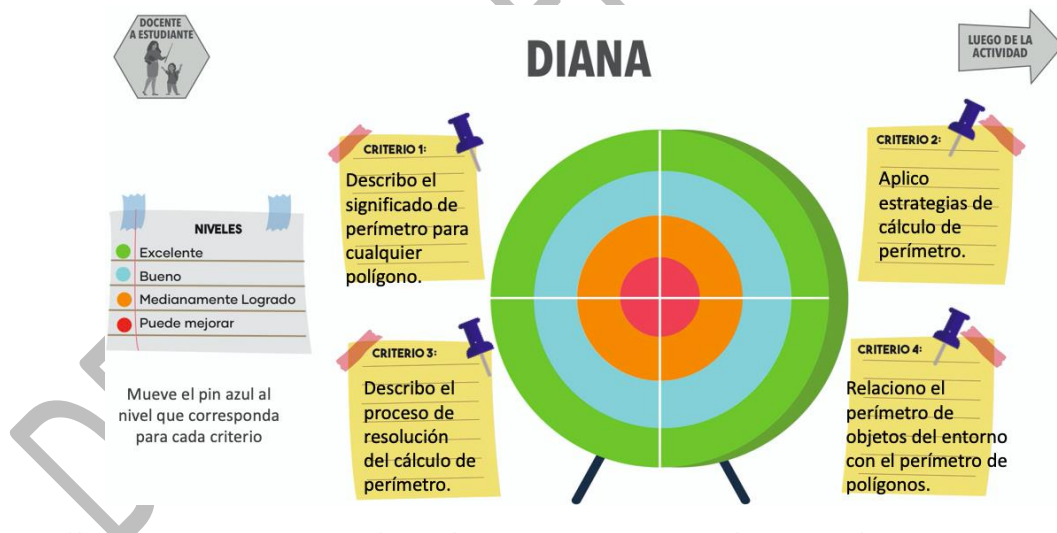 DOCENTE
A ESTUDIANTE
DIANA
LUEGO DE LA
ACTIVIDAD
CRITERIO 1:
Describo el
significado de
perímetro para
cualquier
polígono.
CRITERIO 2:
Aplico
estrategias de
cálculo de
perímetro.
NIVELES
Excelente
Bueno
Medianamente Logrado
Puede mejorar
Mueve el pin azul al
nivel que corresponda
para cada criterio
CRITERIO 3:
Describo el
proceso de
resolución
del cálculo de
perímetro.
CRITERIO 4:
Relaciono el
perímetro de
objetos del entorno
con el perímetro de
polígonos.